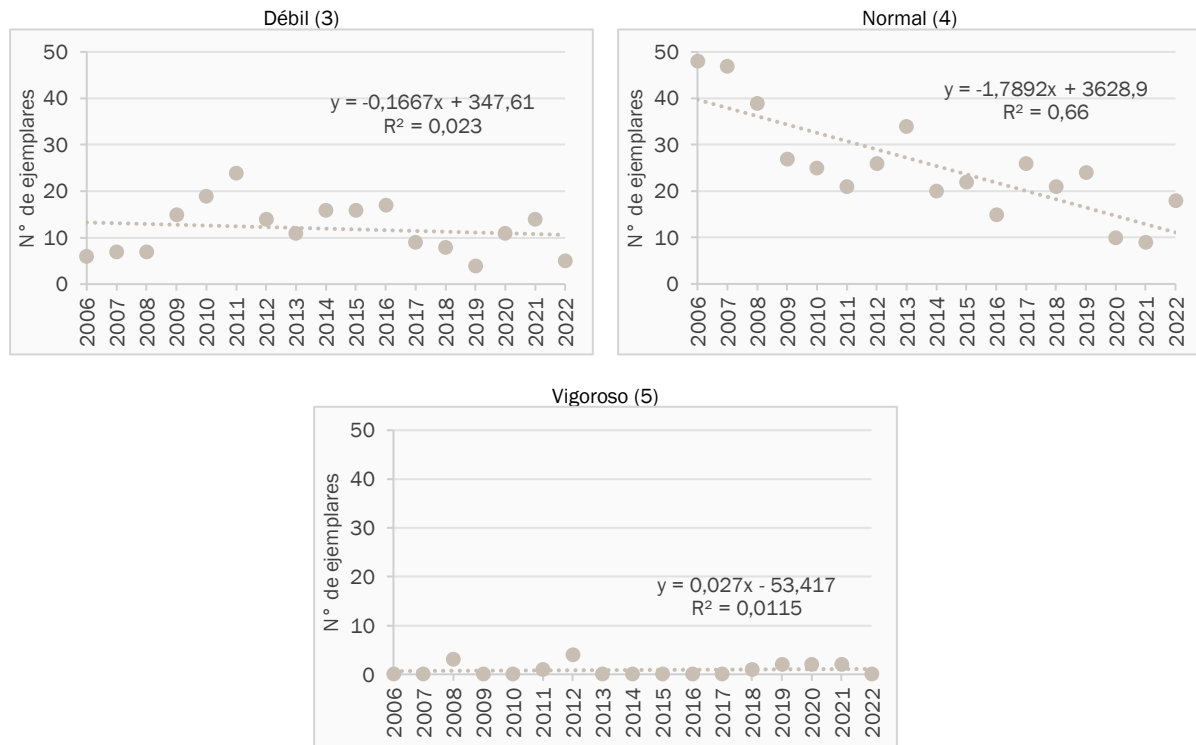 Débil (3)
N° de ejemplares
50
40
30
20
10
0
y = -0,1667x + 347,61
R² = 0,023
2006 2007 2008 2009 2010 2011 2012 2013 2014 2015 2016 2017 2018 2019 2020 2021 2022
Normal (4)
N° de ejemplares
50
40
30
20
10
0
y = -1,7892x + 3628,9
R² = 0,66
2006 2007 2008 2009 2010 2011 2012 2013 2014 2015 2016 2017 2018 2019 2020 2021 2022
Vigoroso (5)
N° de ejemplares
50
40
30
20
10
0
y = 0,027x - 53,417
R² = 0,0115
2006 2007 2008 2009 2010 2011 2012 2013 2014 2015 2016 2017 2018 2019 2020 2021 2022